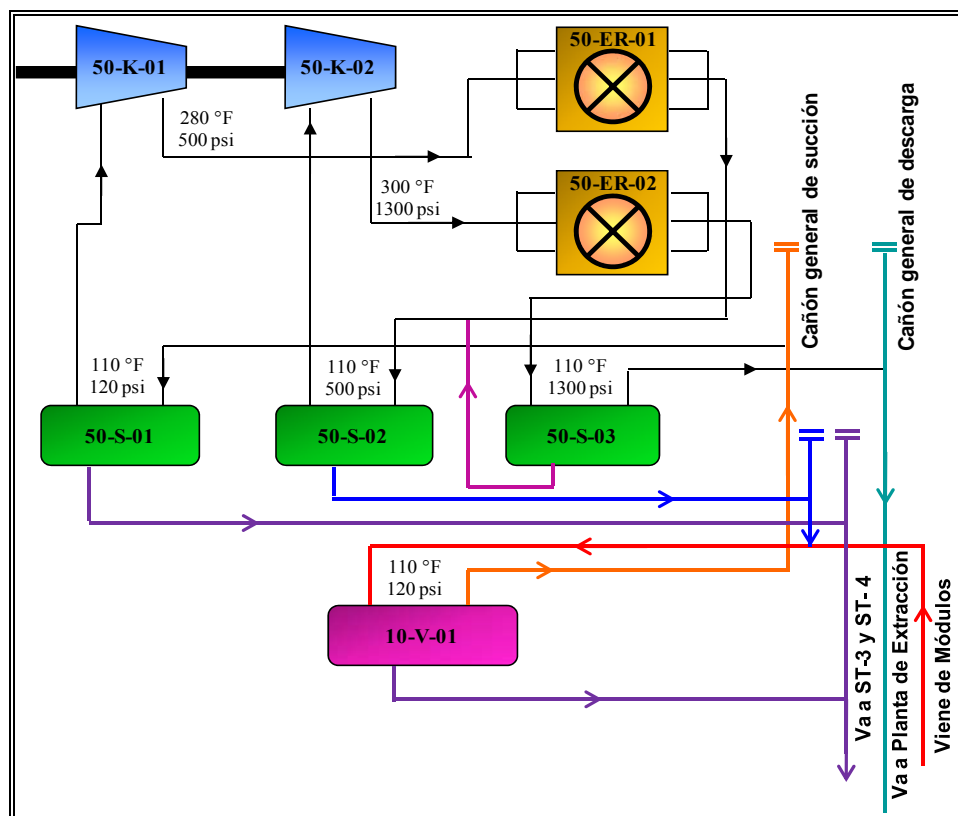 50-K-01
50-K-02
50-ER-01
280 °F
500 psi
50-ER-02
300 °F
1300 psi
Cañón general de succión
Cañón general de descarga
110 °F
120 psi
110 °F
500 psi
110 °F
1300 psi
50-S-01
50-S-02
50-S-03
110 °F
120 psi
10-V-01
Va a ST-3 y ST- 4
Va a Planta de Extracción
Viene de Módulos